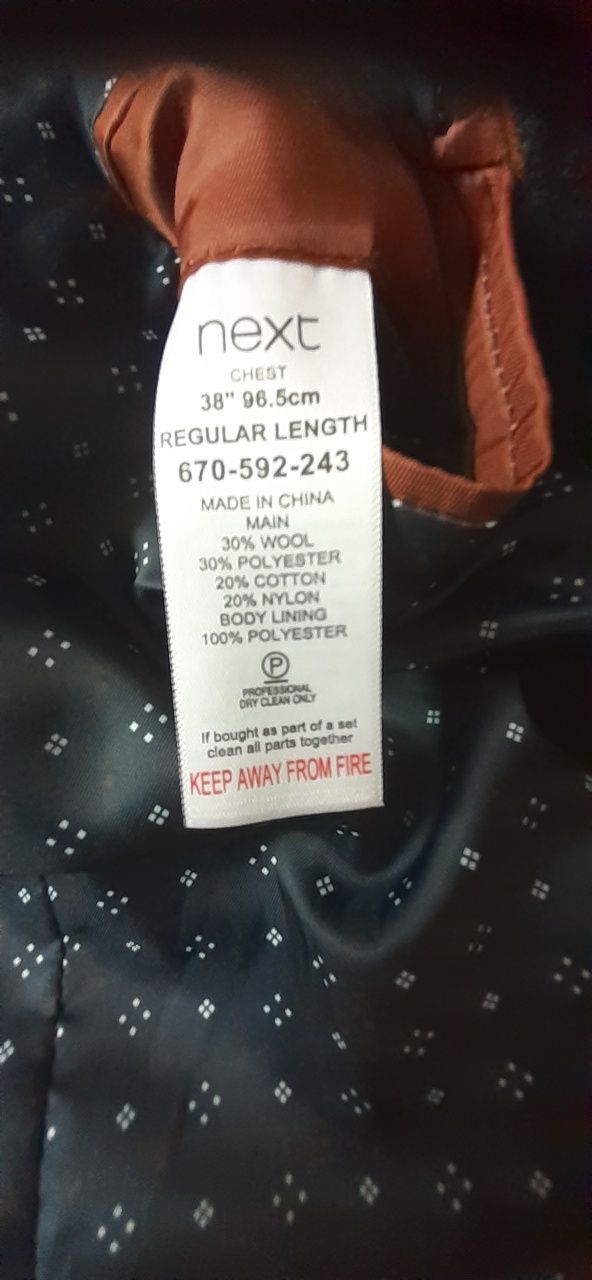 next
CHEST
38" 96.5cm
REGULAR LENGTH
670-592-243
MADE IN CHINA
MAIN
30% WOOL
30% POLYESTER
20% COTTON
20% NYLON
BODY LINING
100% POLYESTER
P
PROFESSIONAL
DRY CLEAN ONLY
If bought as part of a set
clean all parts together
KEEP AWAY FROM FIRE